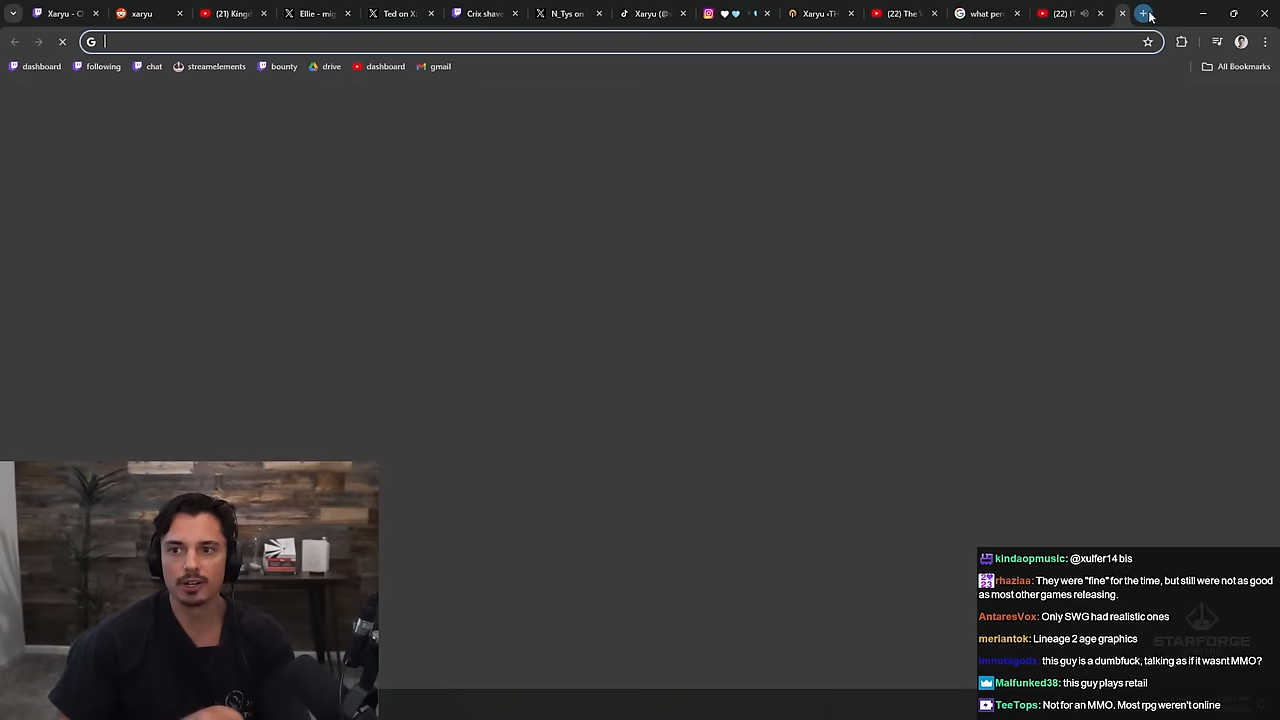 Xaryu - C
xaryu
(21) Kingd
Ellie - mig
Ted on X:
Crix shave
N_Tys on
Xaryu (@
Xaryu ‹TH
(22) The
what per
(22)
dashboard
following
chat
streamelements
bounty
drive
dashboard
gmail
All Bookmarks
kindaopmusic: @xulfer14 bis
rhaziaa: They were "fine" for the time, but still were not as good
as most other games releasing.
AntaresVox: Only SWG had realistic ones
STARFORGE
merlantok: Lineage 2 age graphics
imnotagodx: this guy is a dumbfuck, talking as if it wasnt MMO?
Malfunked38: this guy plays retail
TeeTops: Not for an MMO. Most rpg weren't online